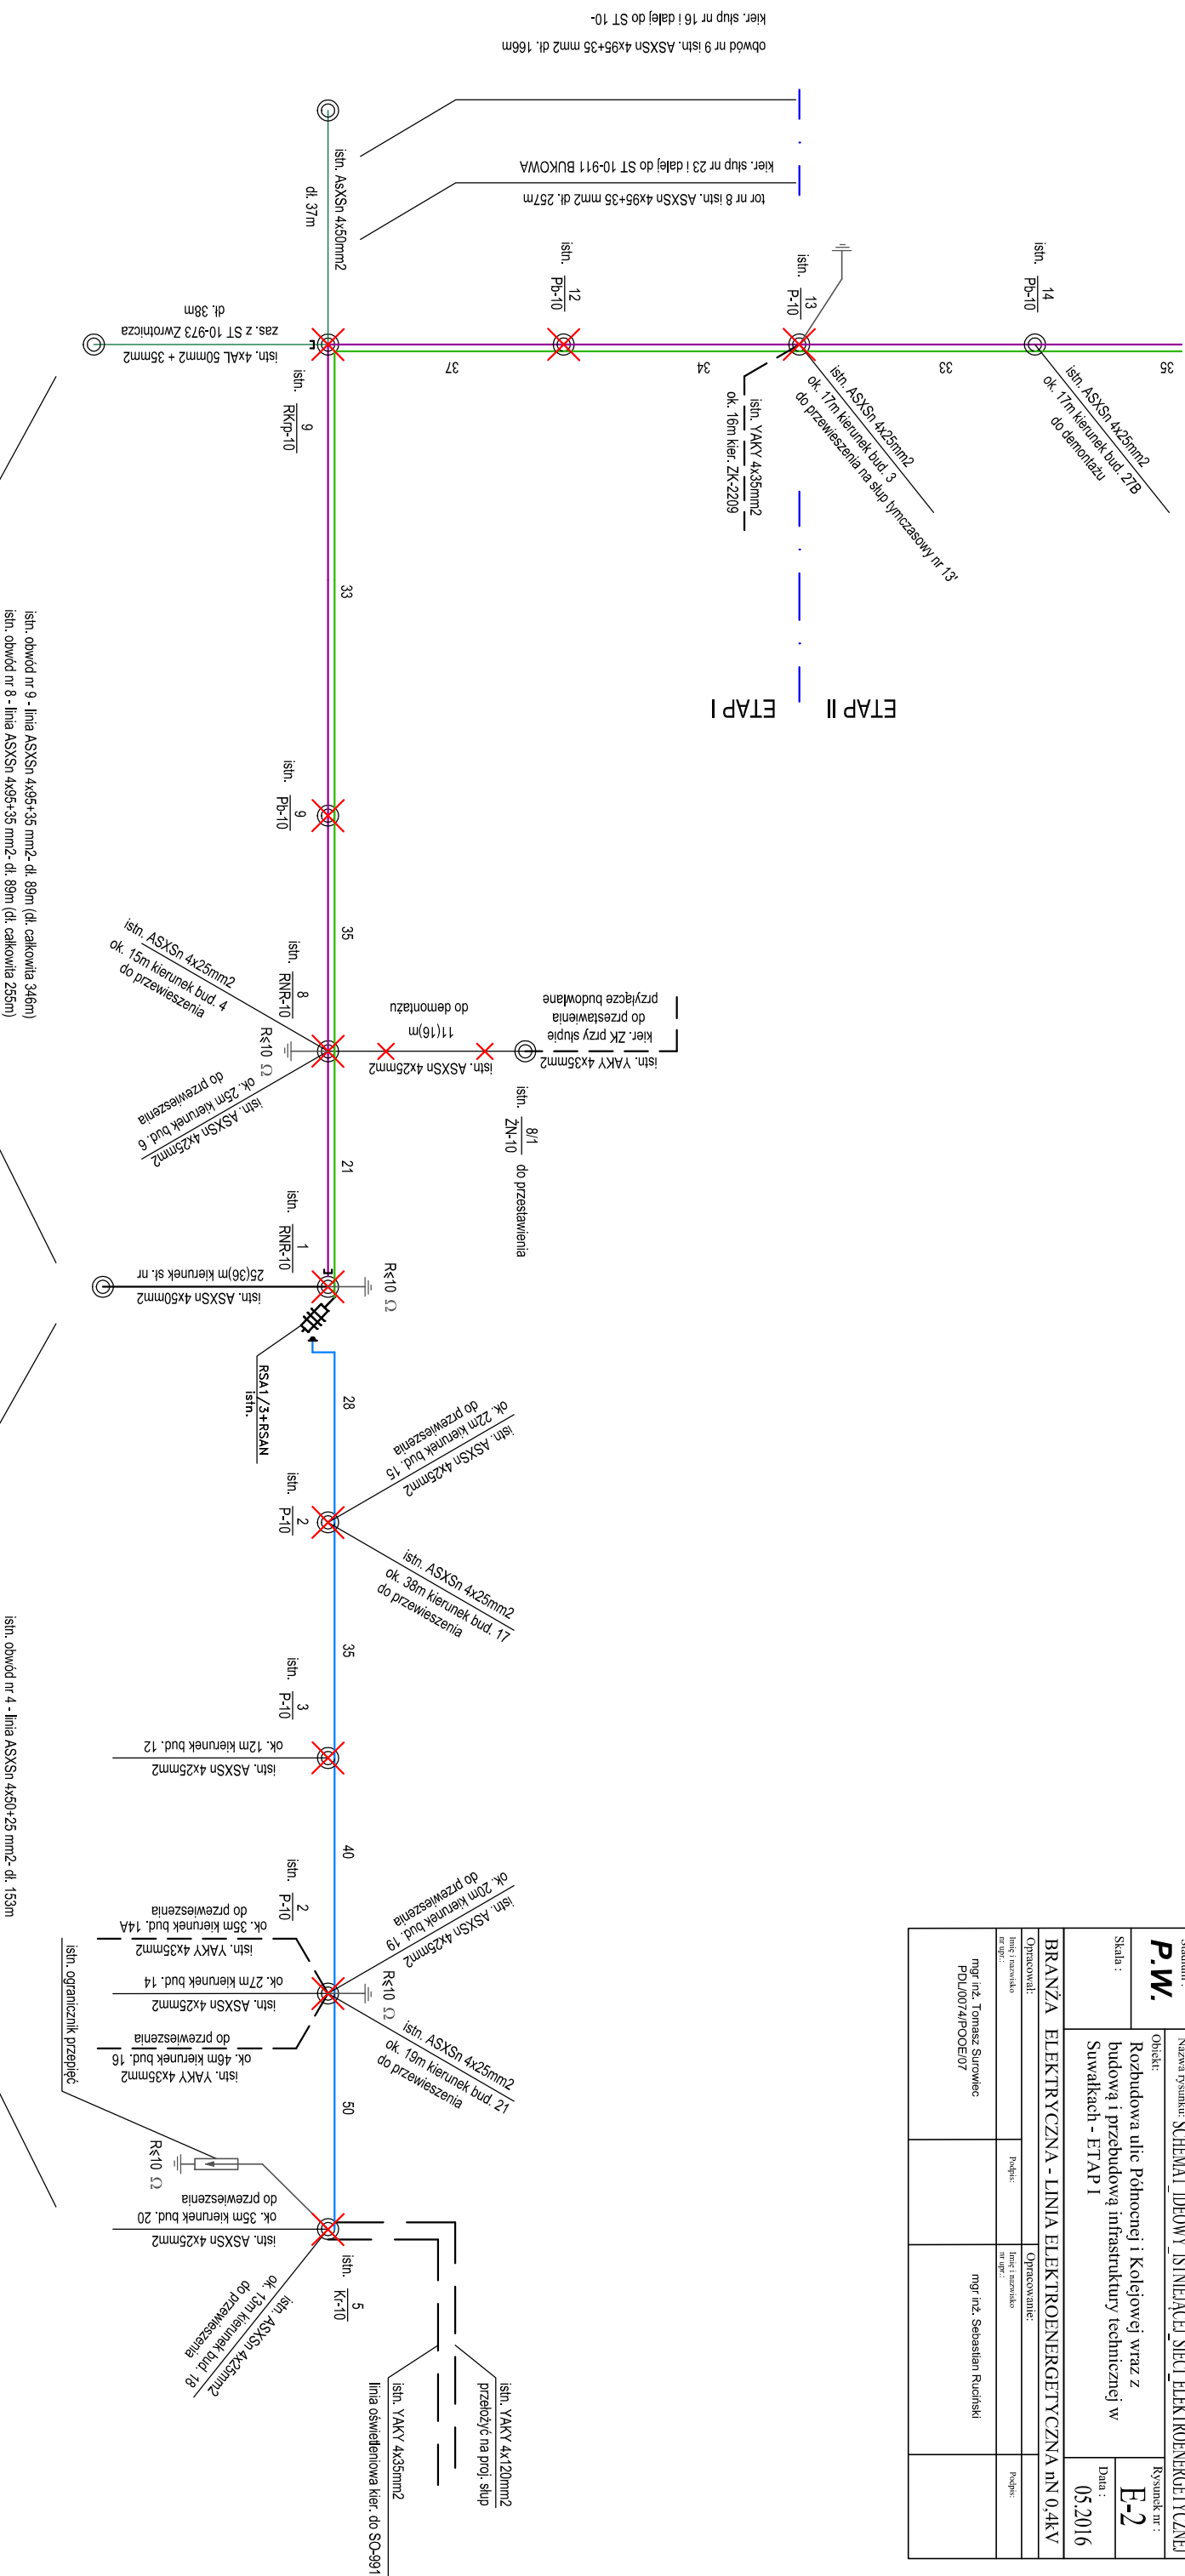 kier. słup nr 16 i dalej do ST 10-
obwód nr 9 istn. ASXSn 4x95+35 mm2 dł. 166m
kier. słup nr 23 i dalej do ST 10-911 BUKOWA
tor nr 8 istn. ASXSn 4x95+35 mm2 dł. 257m
istn. AsXSn 4x50mm2
dł. 37m
istn. 4xAL 50mm2 + 35mm2
zas. z ST 10-973 Zwrotnicza
dł. 38m
istn.
9
RKrp-10
37
istn.
12
Pb-10
34
istn.
13
P-10
33
istn.
14
Pb-10
35
istn. YAKY 4x35mm2
ok. 16m kier. ZK-2209
istn. ASXSn 4x25mm2
ok. 17m kierunek bud. 3
do przewieszenia na słup tymczasowy nr 13'
istn. ASXSn 4x25mm2
ok. 17m kierunek bud. 27B
do demontażu
ETAP I
ETAP II
33
istn. obwód nr 9 - linia ASXSn 4x95+35 mm2- dł. 89m (dł. całkowita 346m)
istn. obwód nr 8 - linia ASXSn 4x95+35 mm2- dł. 89m (dł. całkowita 255m)
istn.
9
Pb-10
35
istn. ASXSn 4x25mm2
ok. 15m kierunek bud. 4
do przewieszenia
istn.
8
RNR-10
R≤10 Ω
istn. ASXSn 4x25mm2
ok. 25m kierunek bud. 6
do przewieszenia
istn. ASXSn 4x25mm2
11(16)m
do demontażu
istn. YAKY 4x35mm2
kier. ZK przy słupie
do przestawienia
przyłącze budowlane
istn.
8/1
ŻN-10
do przestawienia
21
istn.
1
RNR-10
R≤10 Ω
istn. ASXSn 4x50mm2
25(36)m kierunek sł. nr
RSA1/3+RSAN
istn.
28
istn. ASXSn 4x25mm2
ok. 22m kierunek bud. 15
do przewieszenia
istn.
2
P-10
istn. ASXSn 4x25mm2
ok. 38m kierunek bud. 17
do przewieszenia
35
istn.
3
P-10
istn. ASXSn 4x25mm2
ok. 12m kierunek bud. 12
istn. obwód nr 4 - linia ASXSn 4x50+25 mm2- dł. 153m
40
istn.
2
P-10
istn. ASXSn 4x25mm2
ok. 20m kierunek bud. 19
do przewieszenia
istn. YAKY 4x35mm2
ok. 35m Kierunek bud. 14A
do przewieszenia
istn. ASXSn 4x25mm2
ok. 27m kierunek bud. 14
istn. YAKY 4x35mm2
ok. 46m Kierunek bud. 16
do przewieszenia
R≤10 Ω
istn. ASXSn 4x25mm2
ok. 19m kierunek bud. 21
do przewieszenia
istn. ogranicznik przepięć
50
R≤10 Ω
istn. ASXSn 4x25mm2
ok. 35m kierunek bud. 20
do przewieszenia
istn. ASXSn 4x25mm2
ok. 13m kierunek bud. 18
do przewieszenia
istn.
5
Kr-10
istn. YAKY 4x120mm2
przełożyć na proj. słup
istn. YAKY 4x35mm2
linia oświetleniowa kier. do SO-991
Stadium :
P.W.
Nazwa rysunku: SCHEMAT IDEOWY ISTNIEJĄCEJ SIECI ELEKTROENERGETYCZNEJ
Skala :
Obiekt:
Rozbudowa ulic Północnej i Kolejowej wraz z
budową i przebudową infrastruktury technicznej w
Suwałkach - ETAP I
Rysunek nr :
E-2
Data :
05.2016
BRANŻA ELEKTRYCZNA - LINIA ELEKTROENERGETYCZNA nN 0,4kV
Opracował:
Opracowanie:
Imię i nazwisko
nr upr.:
Podpis:
Imię i nazwisko
nr upr.:
Podpis:
mgr inż. Tomasz Surowiec
PDL/0074/POOE/07
mgr inż. Sebastian Ruciński